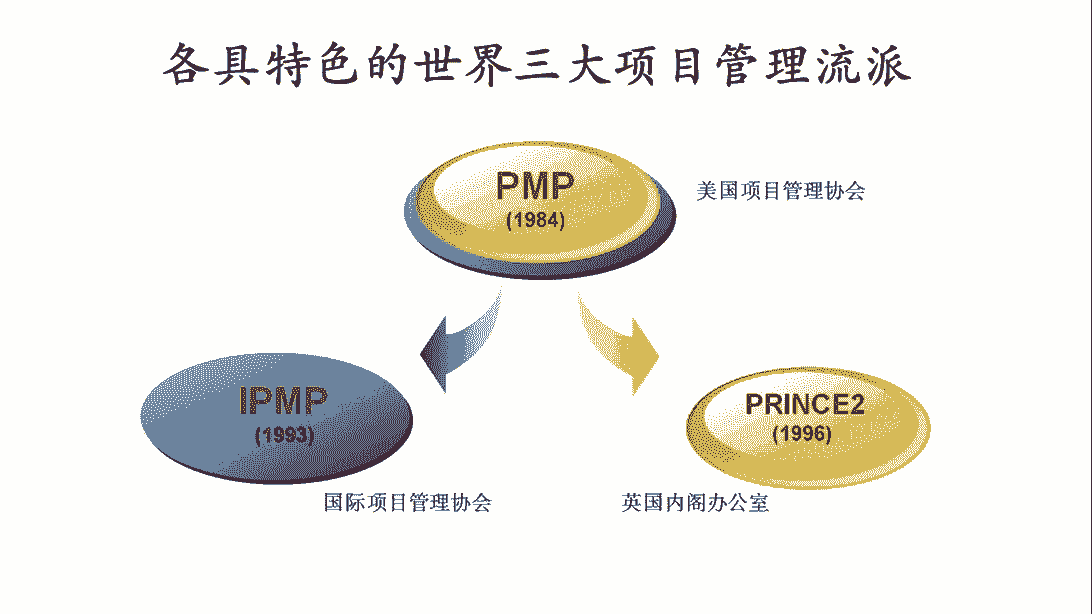 各具特色的世界三大项目管理流派
PMP
(1984)
美国项目管理协会
IPMP
(1993)
国际项目管理协会
PRINCE2
(1996)
英国内阁办公室